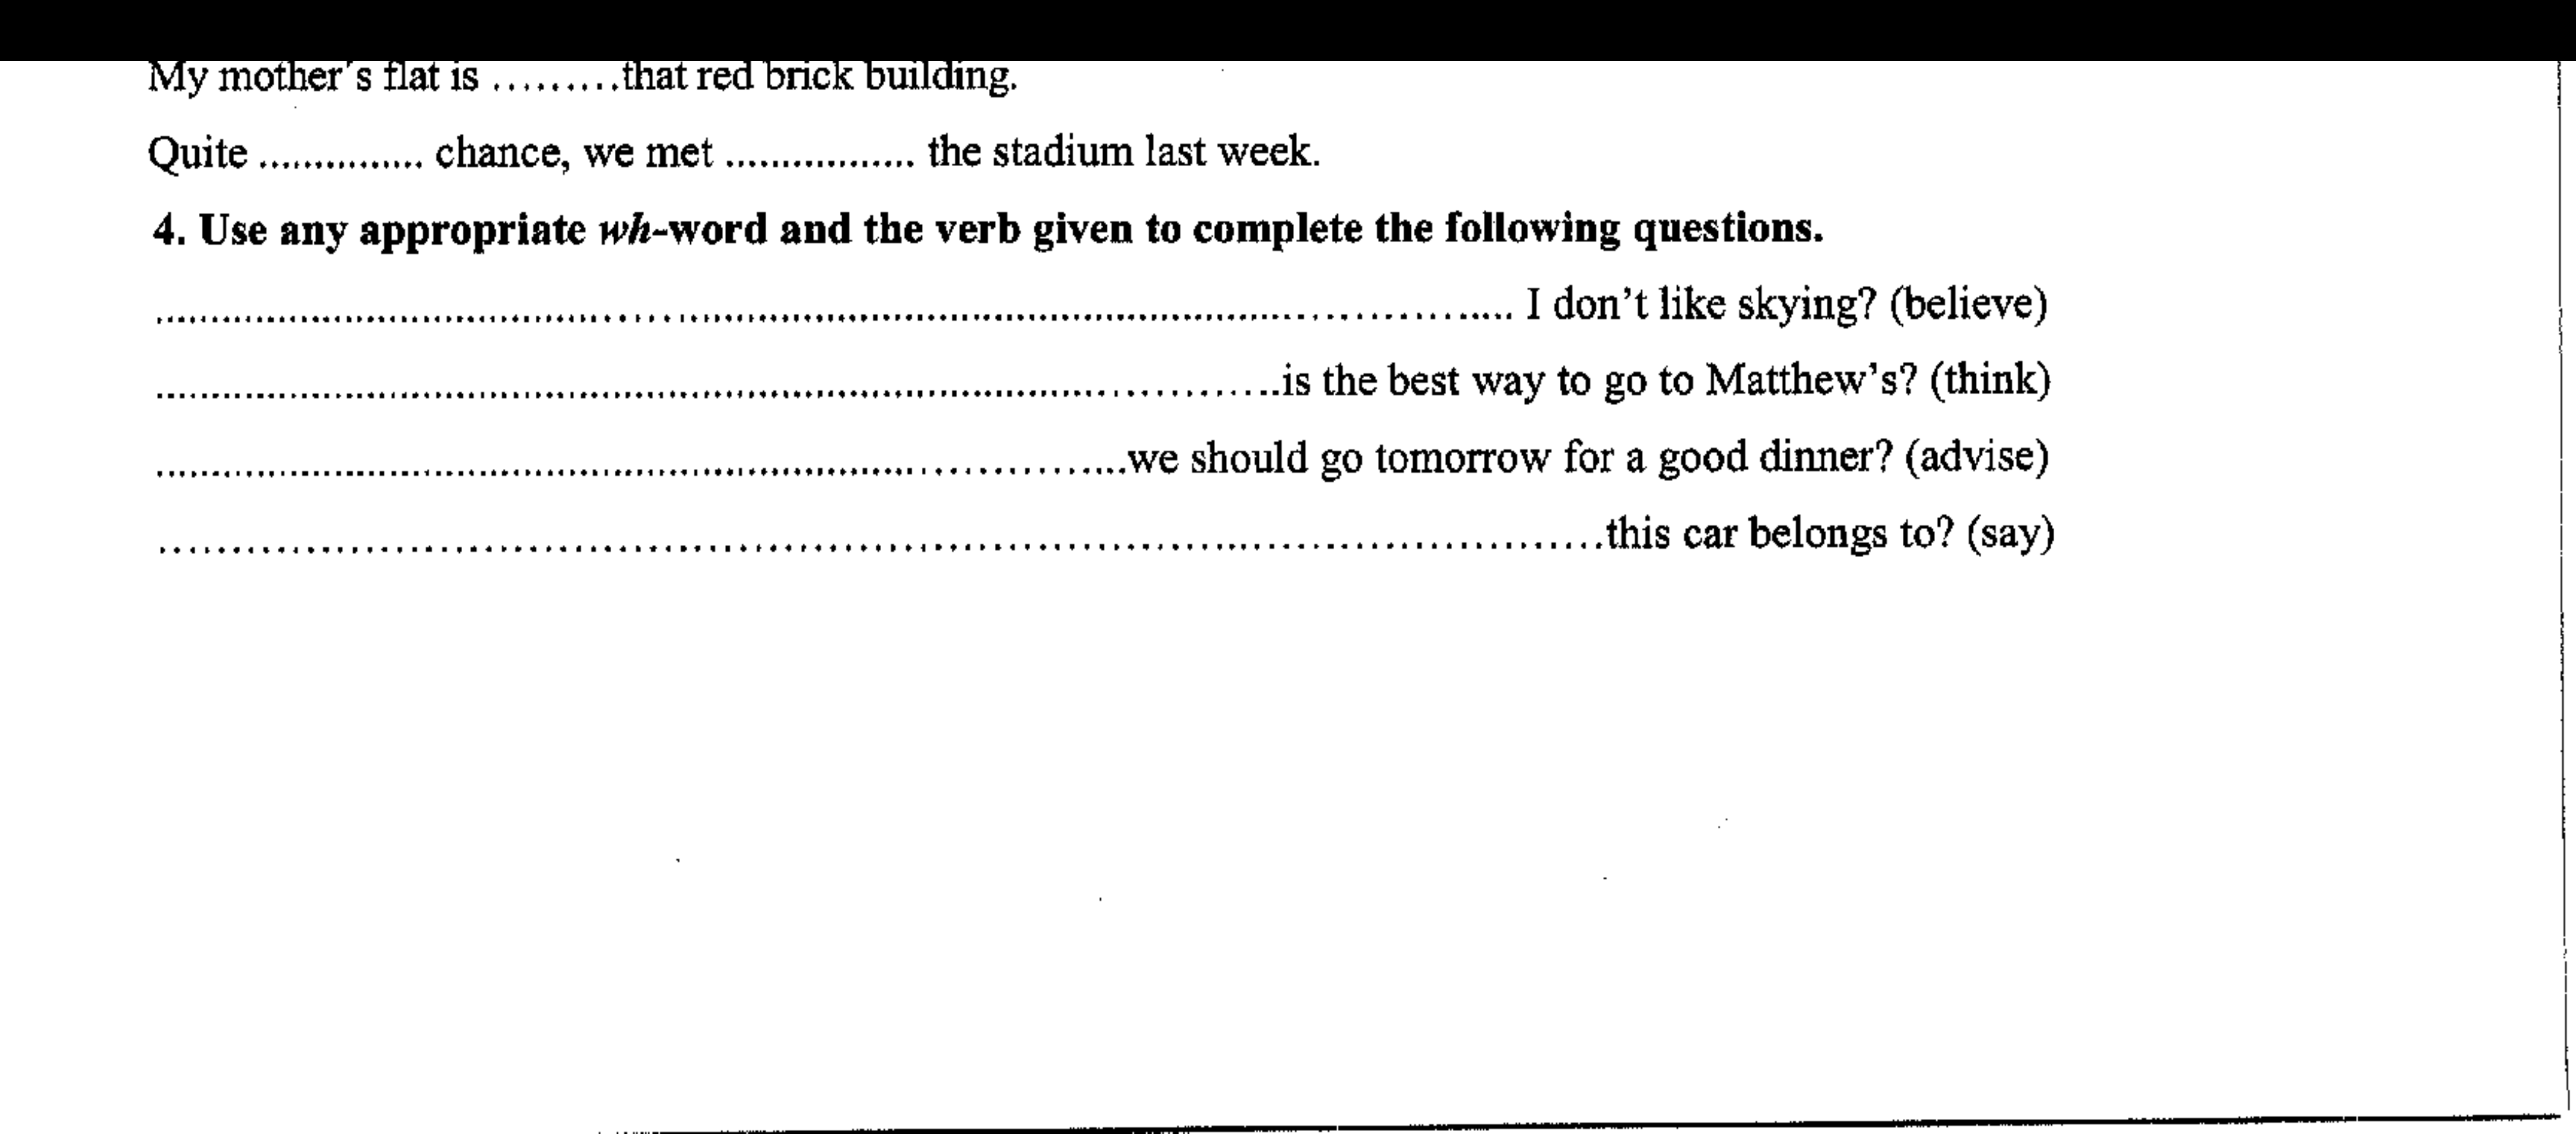 My mother's flat is .........that red brick building.
Quite ............... chance, we met ................. the stadium last week.
4. Use any appropriate wh-word and the verb given to complete the following questions.
.......................................................................................................................... I don't like skying? (believe)
.....................................................................................................is the best way to go to Matthew's? (think)
.......................................................................................we should go tomorrow for a good dinner? (advise)
..................................................................................................this car belongs to? (say)